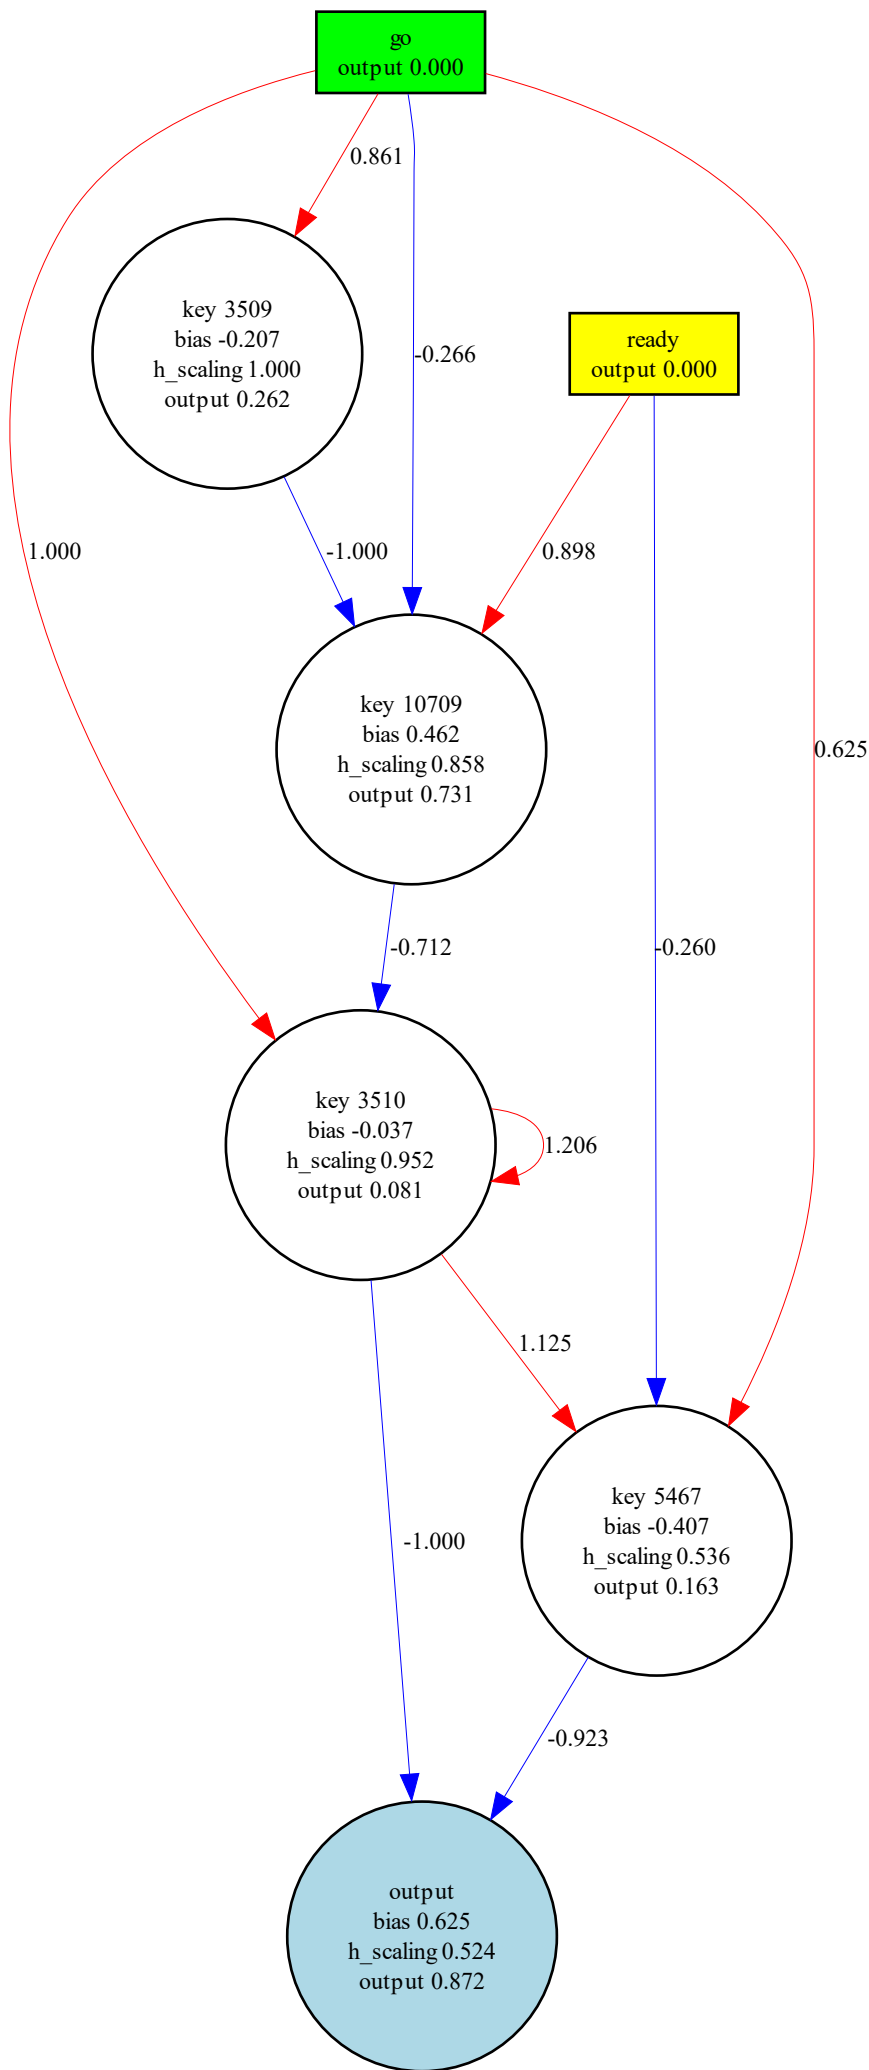 go
output 0.000
0.861
key 3509
bias -0.207
h_scaling 1.000
output 0.262
-0.266
ready
output 0.000
1.000
-1.000
0.898
key 10709
bias 0.462
h_scaling 0.858
output 0.731
0.625
-0.712
-0.260
key 3510
bias -0.037
h_scaling 0.952
output 0.081
1.206
1.125
key 5467
bias -0.407
h_scaling 0.536
output 0.163
-1.000
-0.923
output
bias 0.625
h_scaling 0.524
output 0.872